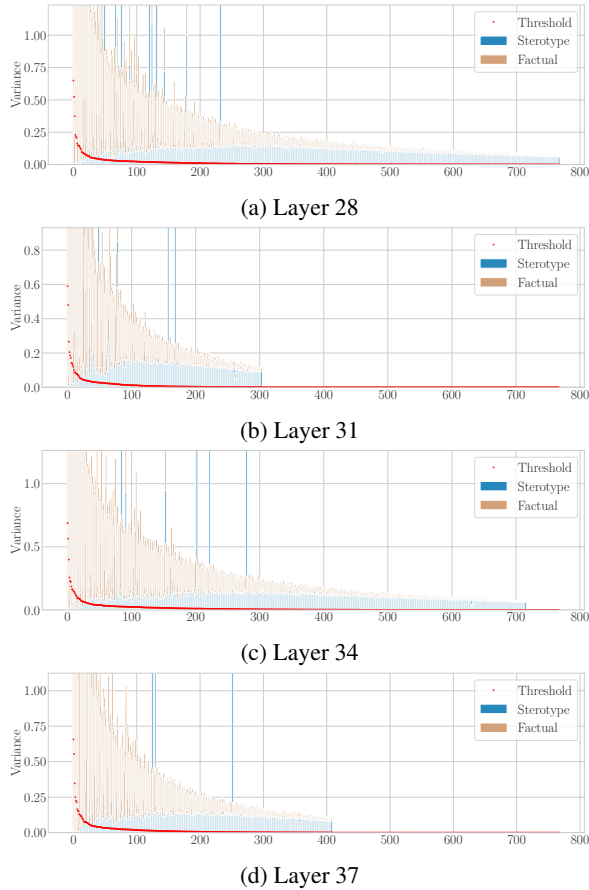 Threshold
Sterotype
Factual
Variance
1.00
0.75
0.50
0.25
0.00
0 100 200 300 400 500 600 700 800
(a) Layer 28
Threshold
Sterotype
Factual
Variance
0.8
0.6
0.4
0.2
0.0
0 100 200 300 400 500 600 700 800
(b) Layer 31
Threshold
Sterotype
Factual
Variance
1.0
0.5
0.0
0 100 200 300 400 500 600 700 800
(c) Layer 34
Threshold
Sterotype
Factual
Variance
1.00
0.75
0.50
0.25
0.00
0 100 200 300 400 500 600 700 800
(d) Layer 37